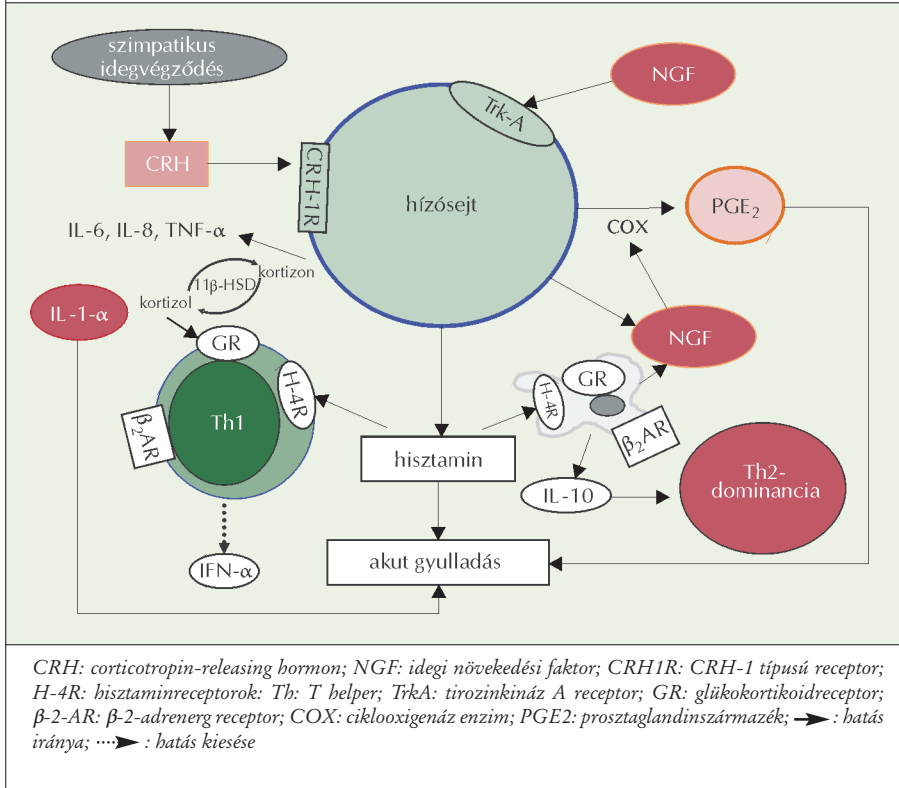 szimpatikus
idegvégződés
NGF
Trk-A
CRH
CRH-1R
hízósejt
PGE₂
COX
IL-6, IL-8, TNF-α
kortizon
11β-HSD
kortizol
IL-1-α
NGF
GR
GR
H-4R
H-4R
Th1
β₂AR
β₂AR
hisztamin
IL-10
Th2-
dominancia
IFN-α
akut gyulladás
CRH: corticotropin-releasing hormon; NGF: idegi növekedési faktor; CRH1R: CRH-1 típusú receptor;
H-4R: hisztaminreceptorok: Th: T helper; TrkA: tirozinkináz A receptor; GR: glükokortikoidreceptor;
β-2-AR: β-2-adrenerg receptor; COX: ciklooxigenáz enzim; PGE2: prosztaglandinszármazék; : hatás
iránya; : hatás kiesése